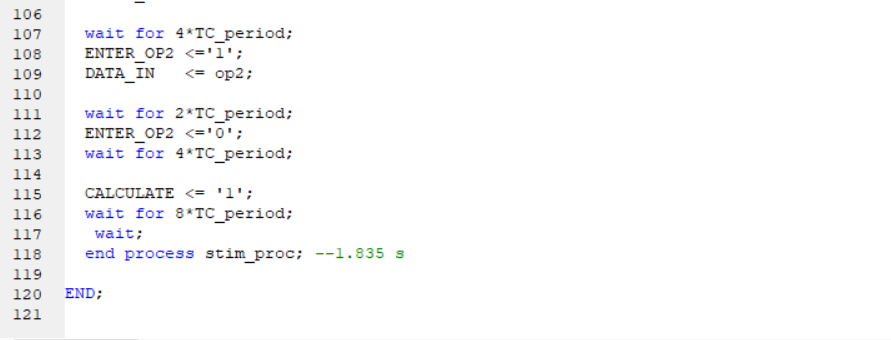 106
107 wait for 4*TC_period;
108 ENTER_OP2 <='1';
109 DATA_IN <= op2;
110
111 wait for 2*TC_period;
112 ENTER_OP2 <='0';
113 wait for 4*TC_period;
114
115 CALCULATE <= '1';
116 wait for 8*TC_period;
117 wait;
118 end process stim_proc; --1.835 s
119
120 END;
121